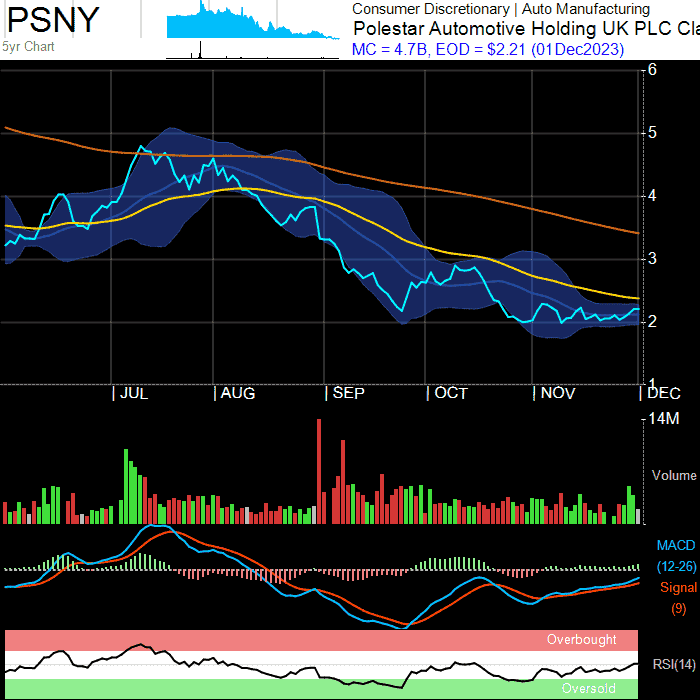 PSNY
5yr Chart
Consumer Discretionary | Auto Manufacturing
Polestar Automotive Holding UK PLC Cla
MC = 4.7B, EOD = $2.21 (01Dec2023)
6
5
4
3
2
1
| JUL | AUG | SEP | OCT | NOV | DEC
14M
Volume
MACD
(12-26)
Signal
(9)
Overbought
RSI(14)
Oversold